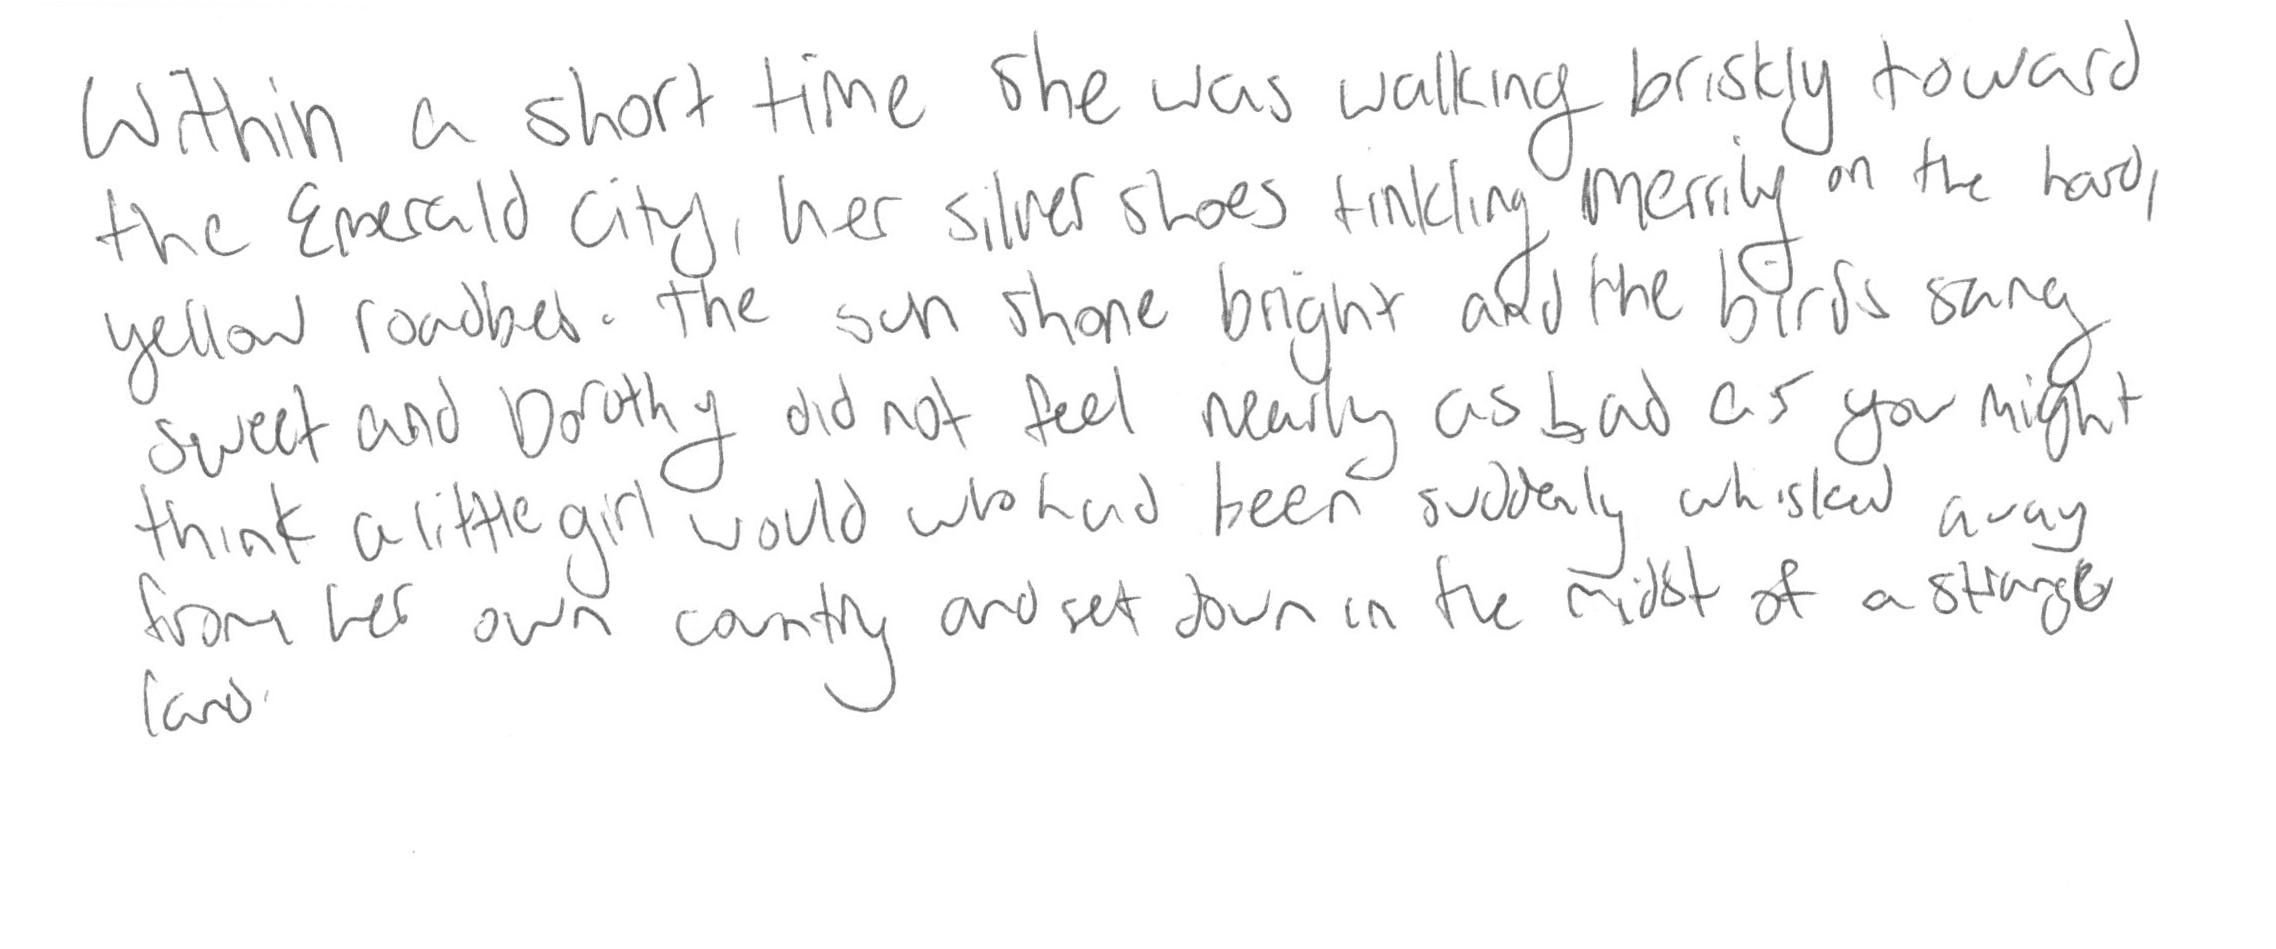 Within a short time she was walking briskly toward
the Emerald City, her silver shoes tinkling merrily on the hard,
yellow roadbed. The sun shone bright and the birds sang
sweet and Dorothy did not feel nearly as bad as you might
think a little girl would who had been suddenly whisked away
from her own country and set down in the midst of a strange
land.